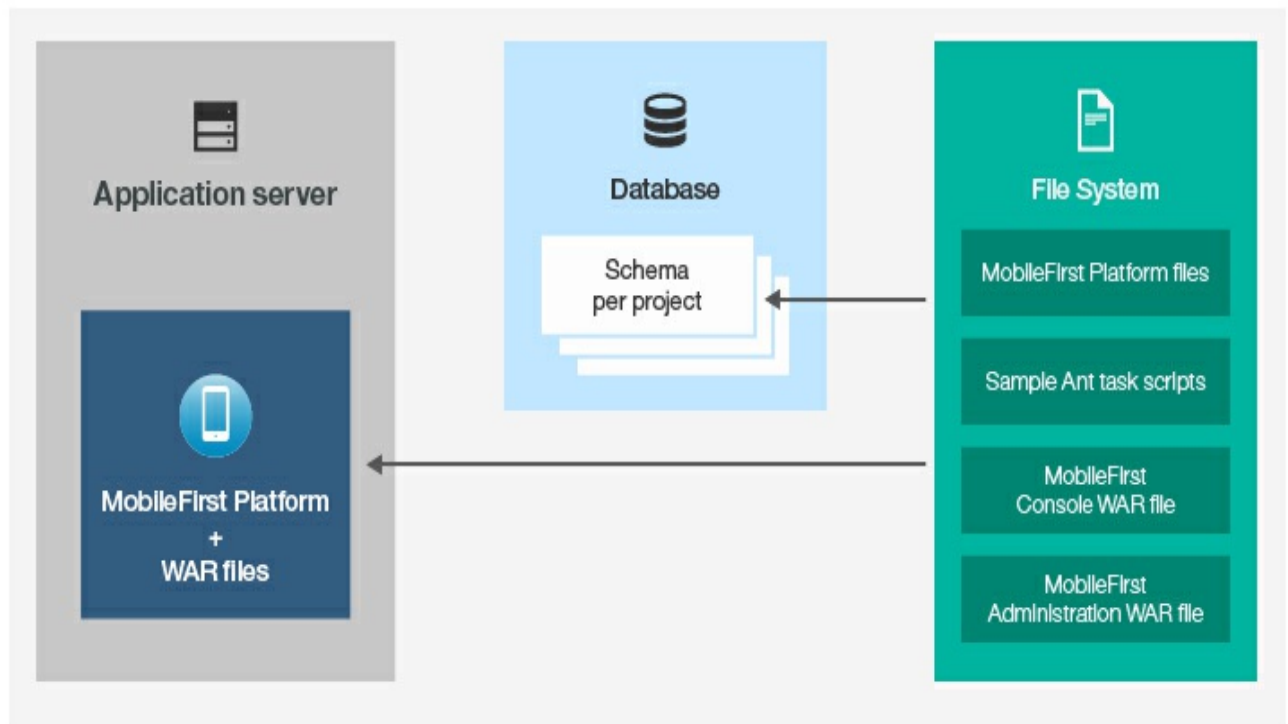 Application server
MobileFirst Platform
+
WAR files
Database
Schema
per project
File System
MobileFirst Platform files
Sample Ant task scripts
MobileFirst
Console WAR file
MobileFirst
Administration WAR file